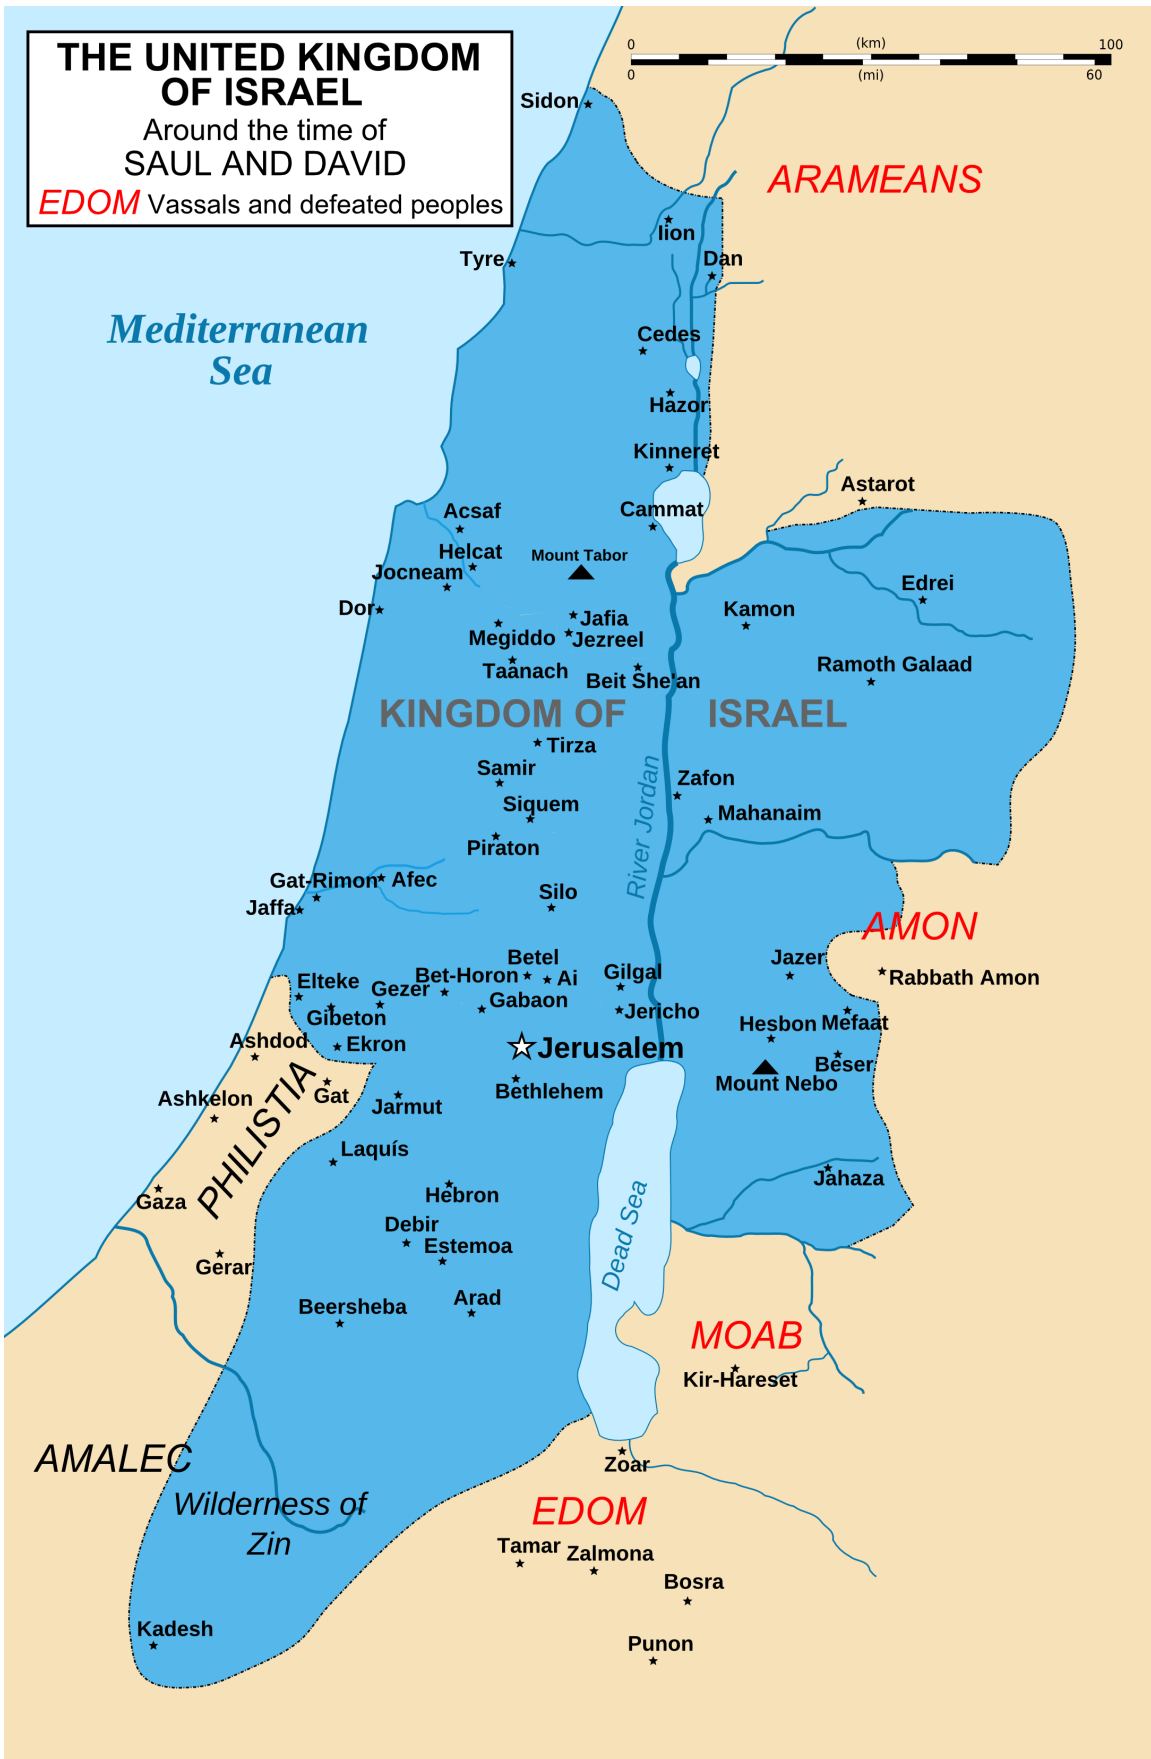 THE UNITED KINGDOM
OF ISRAEL
Around the time of
SAUL AND DAVID
EDOM Vassals and defeated peoples
0 (km) 100
0 (mi) 60
Sidon
ARAMEANS
Iion
Tyre
Dan
Mediterranean
Sea
Cedes
Hazor
Kinneret
Astarot
Acsaf
Cammat
Helcat
Mount Tabor
Jocneam
Edrei
Dor
Kamon
Jafia
Megiddo
Jezreel
Taanach
Ramoth Galaad
Beit She'an
KINGDOM OF ISRAEL
Tirza
Samir
Zafon
Siquem
Mahanaim
River Jordan
Piraton
Gat-Rimon
Afec
Silo
Jaffa
AMON
Betel
Jazer
Bet-Horon
Ai
Gilgal
Rabbath Amon
Elteke
Gezer
Gabaon
Jericho
Gibeton
Hesbon
Mefaat
Ashdod
Ekron
Jerusalem
Beser
Mount Nebo
Gat
Bethlehem
Ashkelon
Jarmut
PHILISTIA
Laquís
Jahaza
Gaza
Hebron
Debir
Estemoa
Dead Sea
Gerar
Beersheba
Arad
MOAB
Kir-Hareset
AMALEC
Zoar
Wilderness of
Zin
EDOM
Tamar
Zalmona
Bosra
Kadesh
Punon